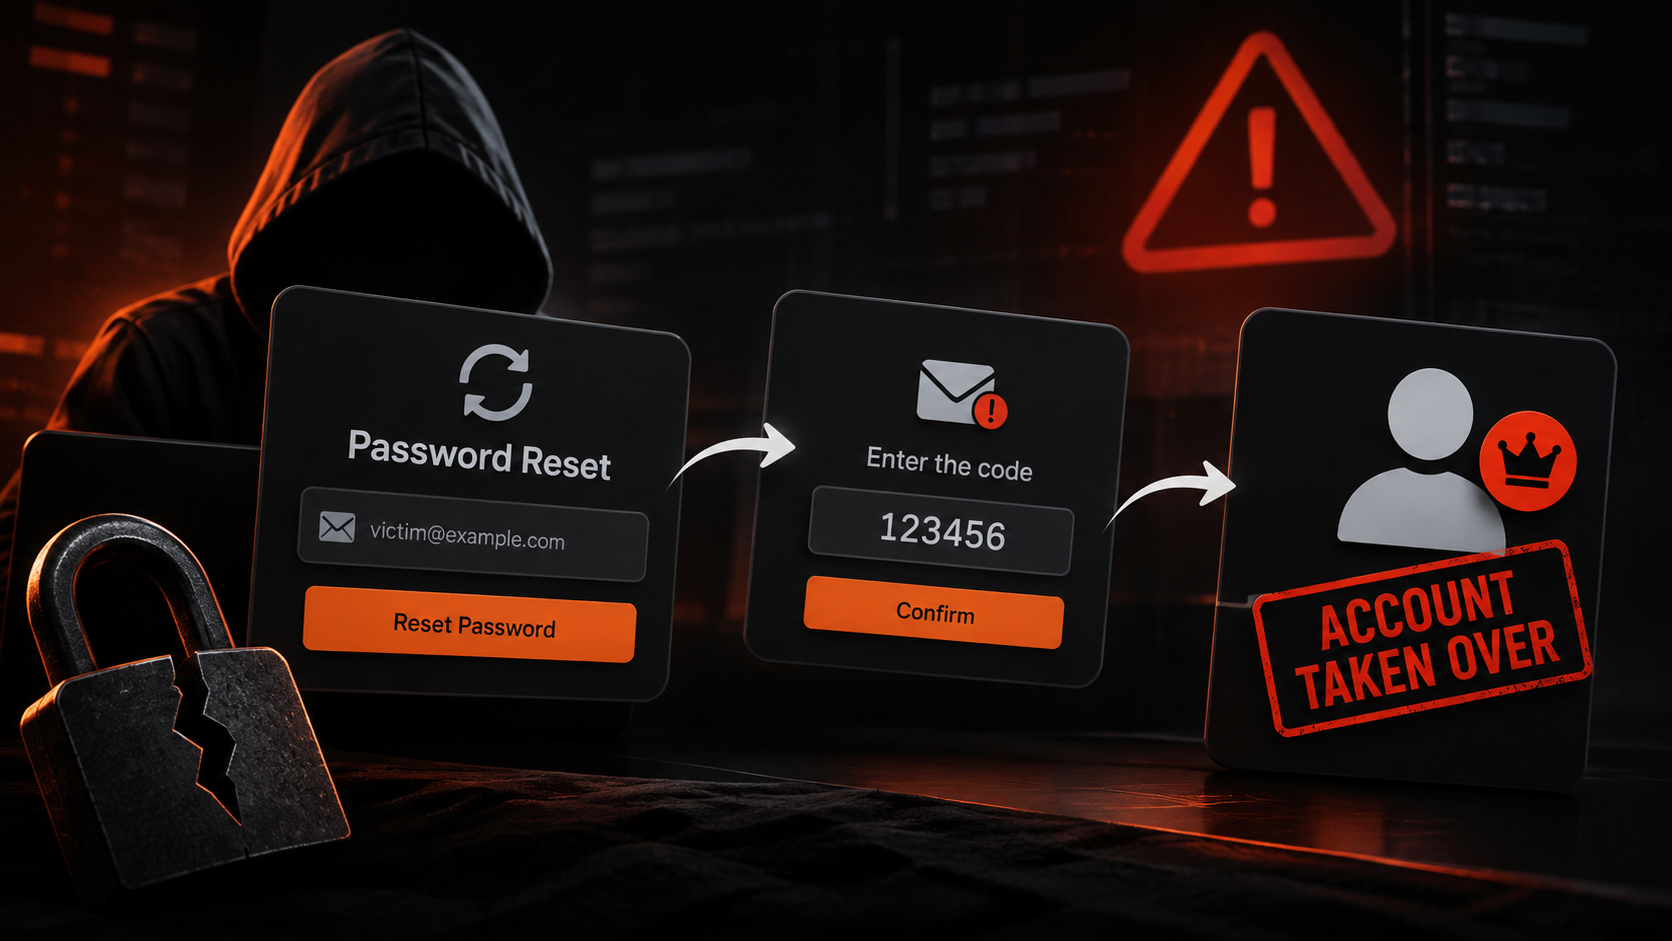 Password Reset
victim@example.com
Reset Password
Enter the code
123456
Confirm
ACCOUNT
TAKEN OVER